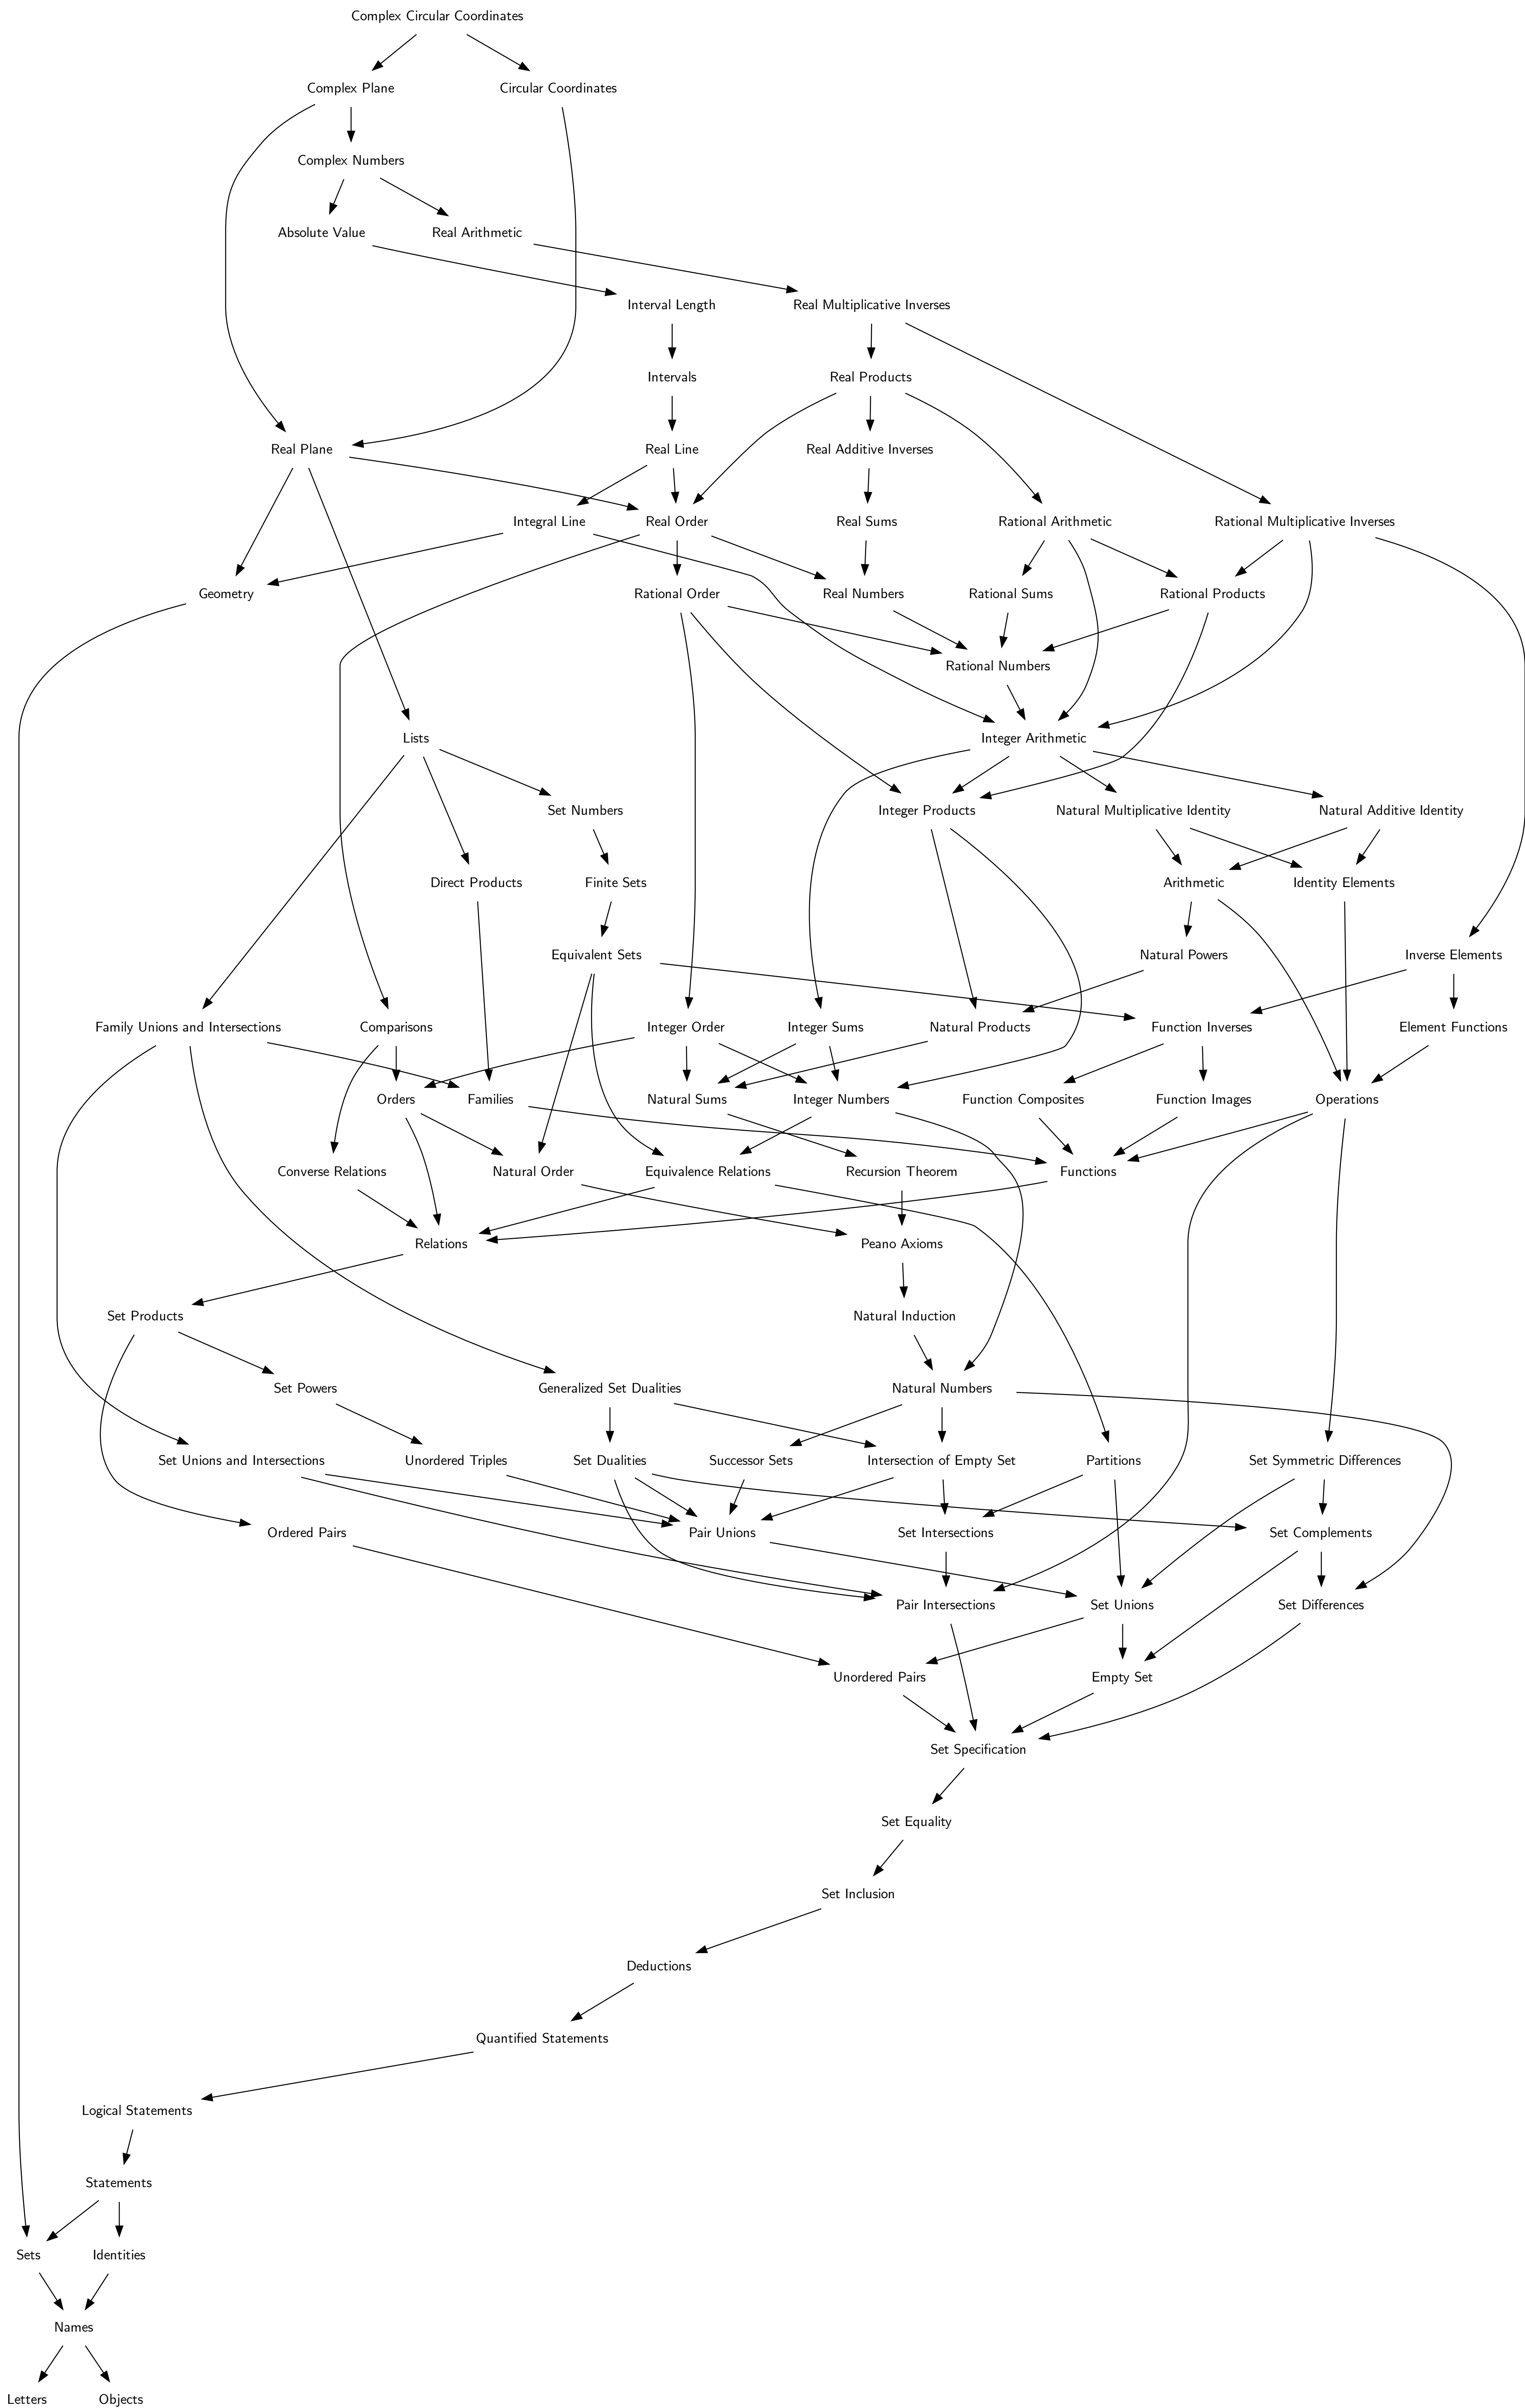 Complex Circular Coordinates
Complex Plane
Circular Coordinates
Complex Numbers
Absolute Value
Real Arithmetic
Interval Length
Real Multiplicative Inverses
Intervals
Real Products
Real Plane
Real Line
Real Additive Inverses
Integral Line
Real Order
Real Sums
Rational Arithmetic
Rational Multiplicative Inverses
Geometry
Rational Order
Real Numbers
Rational Sums
Rational Products
Rational Numbers
Lists
Integer Arithmetic
Set Numbers
Integer Products
Natural Multiplicative Identity
Natural Additive Identity
Direct Products
Finite Sets
Arithmetic
Identity Elements
Equivalent Sets
Natural Powers
Inverse Elements
Family Unions and Intersections
Comparisons
Integer Order
Integer Sums
Natural Products
Function Inverses
Element Functions
Orders
Families
Natural Sums
Integer Numbers
Function Composites
Function Images
Operations
Converse Relations
Natural Order
Equivalence Relations
Recursion Theorem
Functions
Relations
Peano Axioms
Set Products
Natural Induction
Set Powers
Generalized Set Dualities
Natural Numbers
Set Unions and Intersections
Unordered Triples
Set Dualities
Successor Sets
Intersection of Empty Set
Partitions
Set Symmetric Differences
Ordered Pairs
Pair Unions
Set Intersections
Set Complements
Pair Intersections
Set Unions
Set Differences
Unordered Pairs
Empty Set
Set Specification
Set Equality
Set Inclusion
Deductions
Quantified Statements
Logical Statements
Statements
Sets
Identities
Names
Letters
Objects